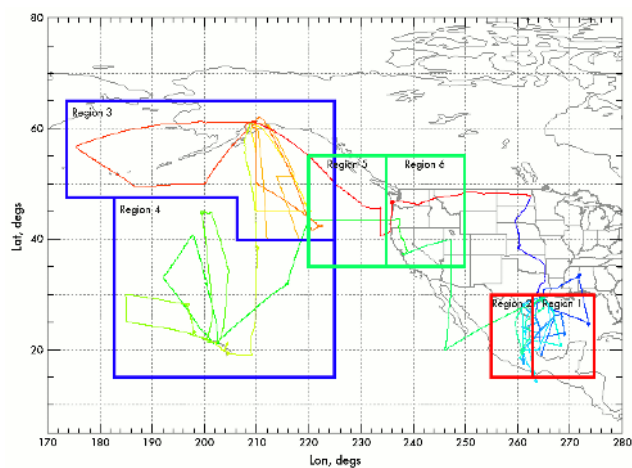 80
Region 3
60
Region 5 Region 6
Region 4
Lat, degs
40
Region 2 Region 1
20
170 180 190 200 210 220 230 240 250 260 270 280
Lon, degs